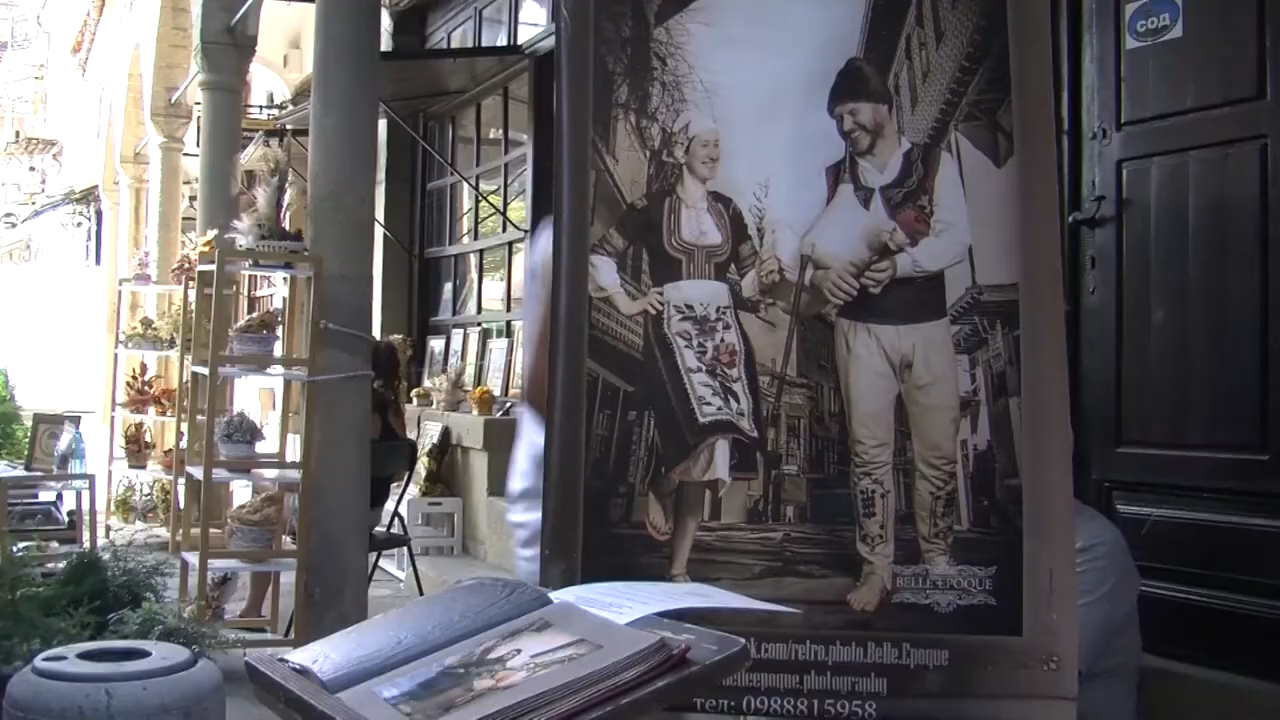 СОД
BELLE EPOQUE
k.com/retro.photo.Belle.Epoque
belleepoque.photography
тел: 0988815958